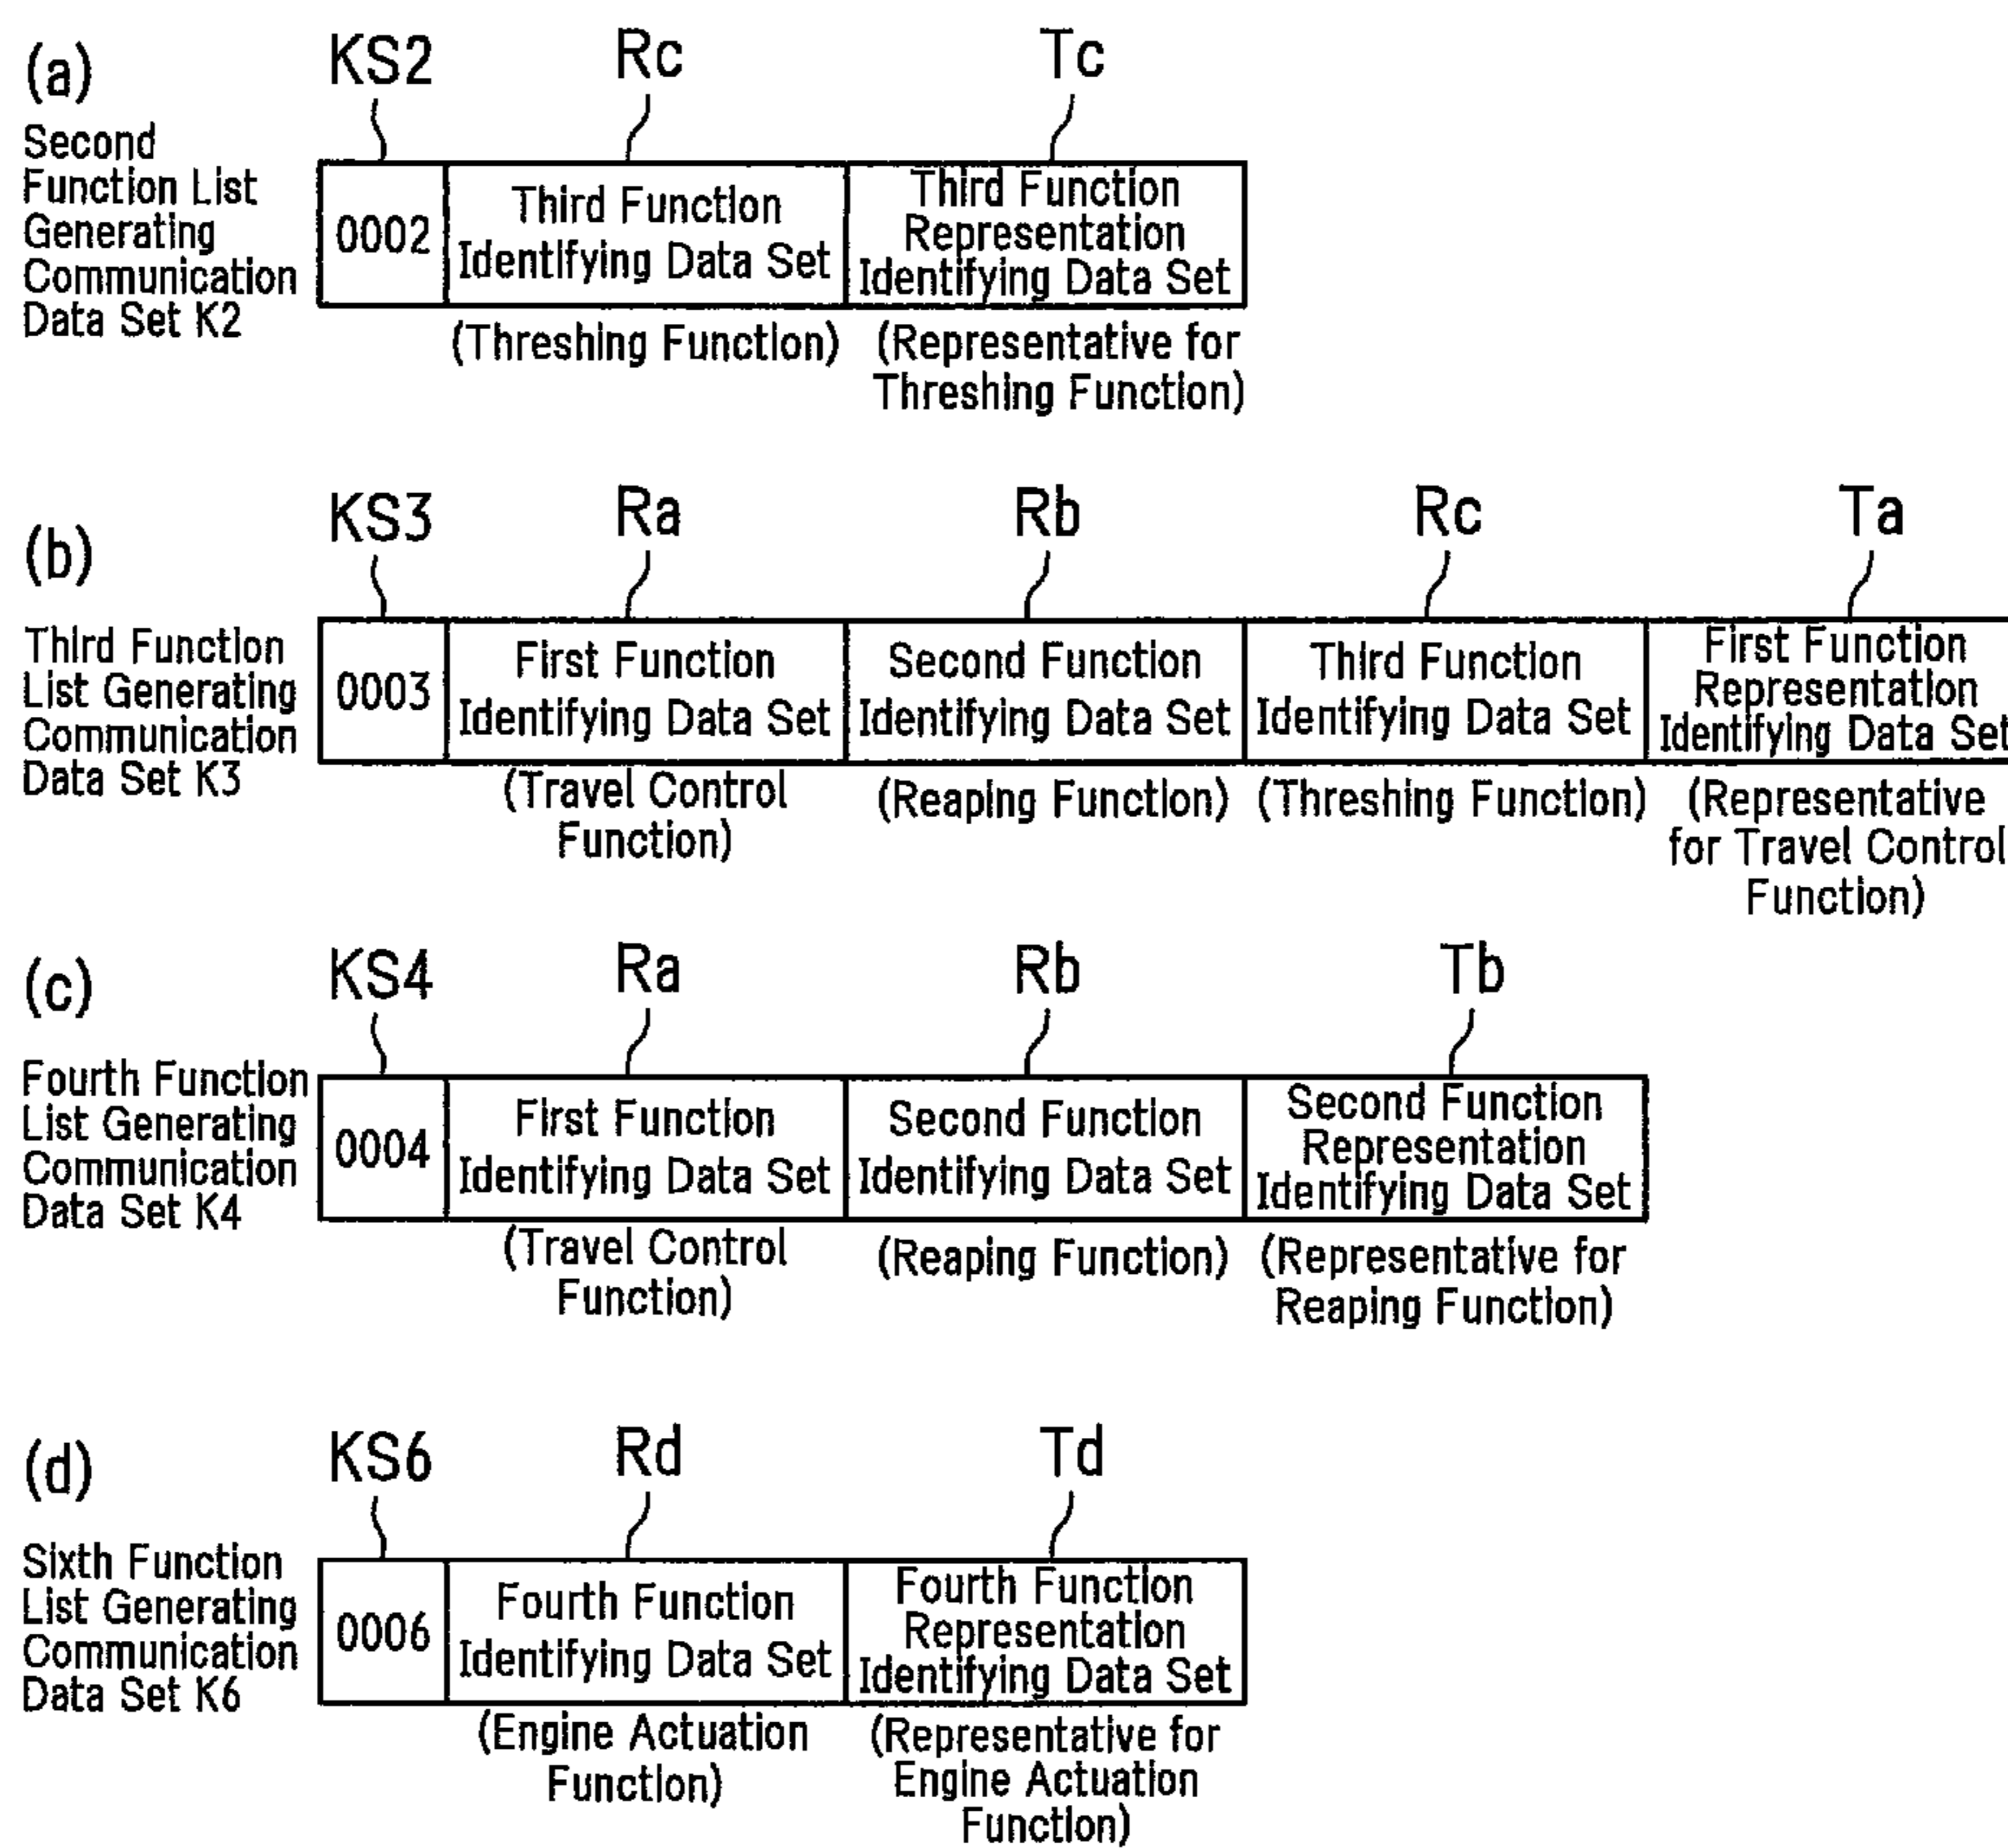 (a)
KS2
Rc
Tc
Second
Function List
Generating
Communication
Data Set K2
0002
Third Function
Identifying Data Set
Third Function
Representation
Identifying Data Set
(Threshing Function)
(Representative for
Threshing Function)
(b)
KS3
Ra
Rb
Rc
Ta
Third Function
List Generating
Communication
Data Set K3
0003
First Function
Identifying Data Set
Second Function
Identifying Data Set
Third Function
Identifying Data Set
First Function
Representation
Identifying Data Set
(Travel Control
Function)
(Reaping Function)
(Threshing Function)
(Representative
for Travel Control
Function)
(c)
KS4
Ra
Rb
Tb
Fourth Function
List Generating
Communication
Data Set K4
0004
First Function
Identifying Data Set
Second Function
Identifying Data Set
Second Function
Representation
Identifying Data Set
(Travel Control
Function)
(Reaping Function)
(Representative for
Reaping Function)
(d)
KS6
Rd
Td
Sixth Function
List Generating
Communication
Data Set K6
0006
Fourth Function
Identifying Data Set
Fourth Function
Representation
Identifying Data Set
(Engine Actuation
Function)
(Representative for
Engine Actuation
Function)